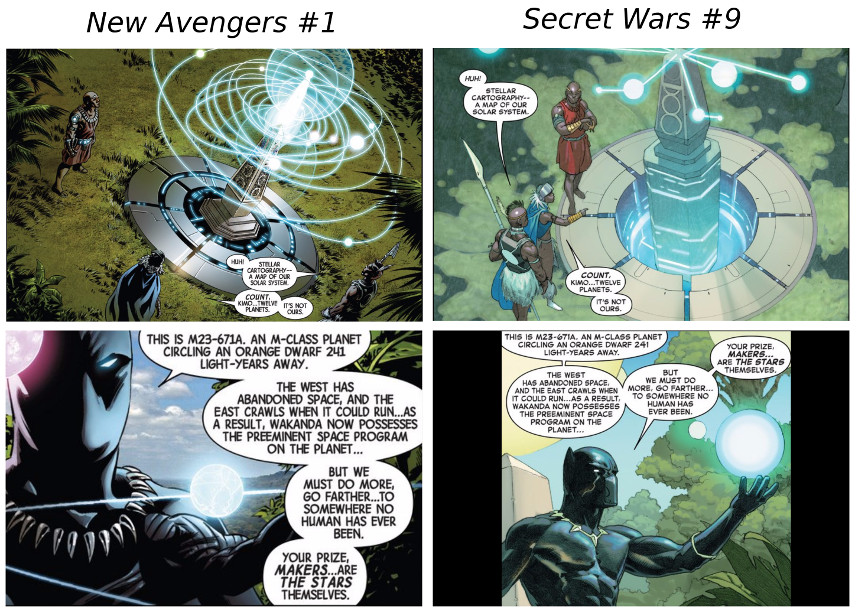 New Avengers #1
Secret Wars #9
HUH!
STELLAR
CARTOGRAPHY--
A MAP OF OUR
SOLAR SYSTEM.
COUNT,
KIMO...TWELVE
PLANETS.
IT'S NOT
OURS.
HUH!
STELLAR
CARTOGRAPHY--
A MAP OF OUR
SOLAR SYSTEM.
COUNT,
KIMO...TWELVE
PLANETS.
IT'S NOT
OURS.
THIS IS M23-671A. AN M-CLASS PLANET
CIRCLING AN ORANGE DWARF 241
LIGHT-YEARS AWAY.
THE WEST HAS
ABANDONED SPACE, AND THE
EAST CRAWLS WHEN IT COULD RUN...AS
A RESULT, WAKANDA NOW POSSESSES
THE PREEMINENT SPACE PROGRAM
ON THE PLANET...
BUT WE
MUST DO MORE,
GO FARTHER...TO
SOMEWHERE NO
HUMAN HAS EVER
BEEN.
YOUR PRIZE,
MAKERS...ARE
THE STARS
THEMSELVES.
THIS IS M23-671A. AN M-CLASS PLANET
CIRCLING AN ORANGE DWARF 241
LIGHT-YEARS AWAY.
THE WEST
HAS ABANDONED SPACE,
AND THE EAST CRAWLS WHEN
IT COULD RUN...AS A RESULT,
WAKANDA NOW POSSESSES
THE PREEMINENT SPACE
PROGRAM ON THE
PLANET...
BUT
WE MUST DO
MORE, GO FARTHER...
TO SOMEWHERE NO
HUMAN HAS
EVER BEEN.
YOUR PRIZE,
MAKERS...
ARE THE STARS
THEMSELVES.